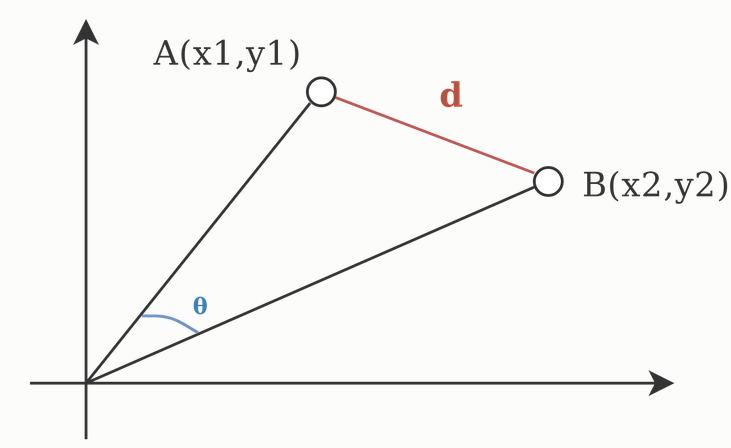 A(x1,y1)
d
B(x2,y2)
θ